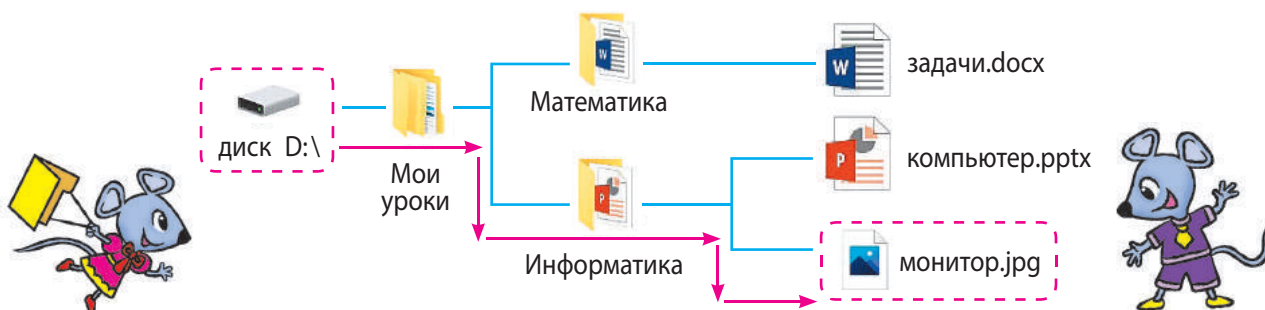 диск D:\
Мои
уроки
Математика
Информатика
W
задачи.docx
P
компьютер.pptx
монитор.jpg